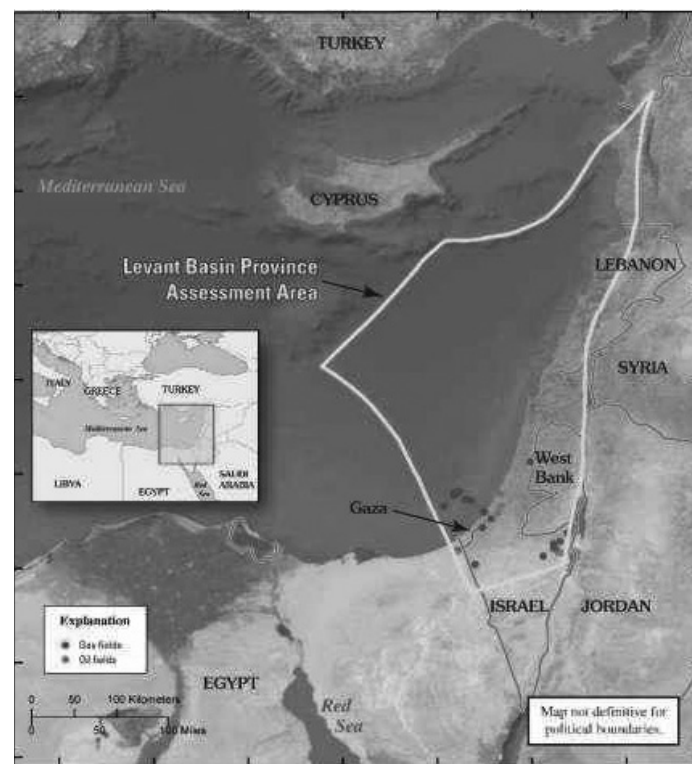 TURKEY
Mediterranean Sea
CYPRUS
Levant Basin Province
Assessment Area
LEBANON
SYRIA
ITALY
GREECE
TURKEY
Mediterranean Sea
LIBYA
EGYPT
Red
Sea
SAUDI
ARABIA
West
Bank
Gaza
ISRAEL
JORDAN
Explanation
Gas fields
Oil fields
EGYPT
0 50 100 Kilometers
0 50 100 Miles
Red
Sea
Map not definitive for
political boundaries.